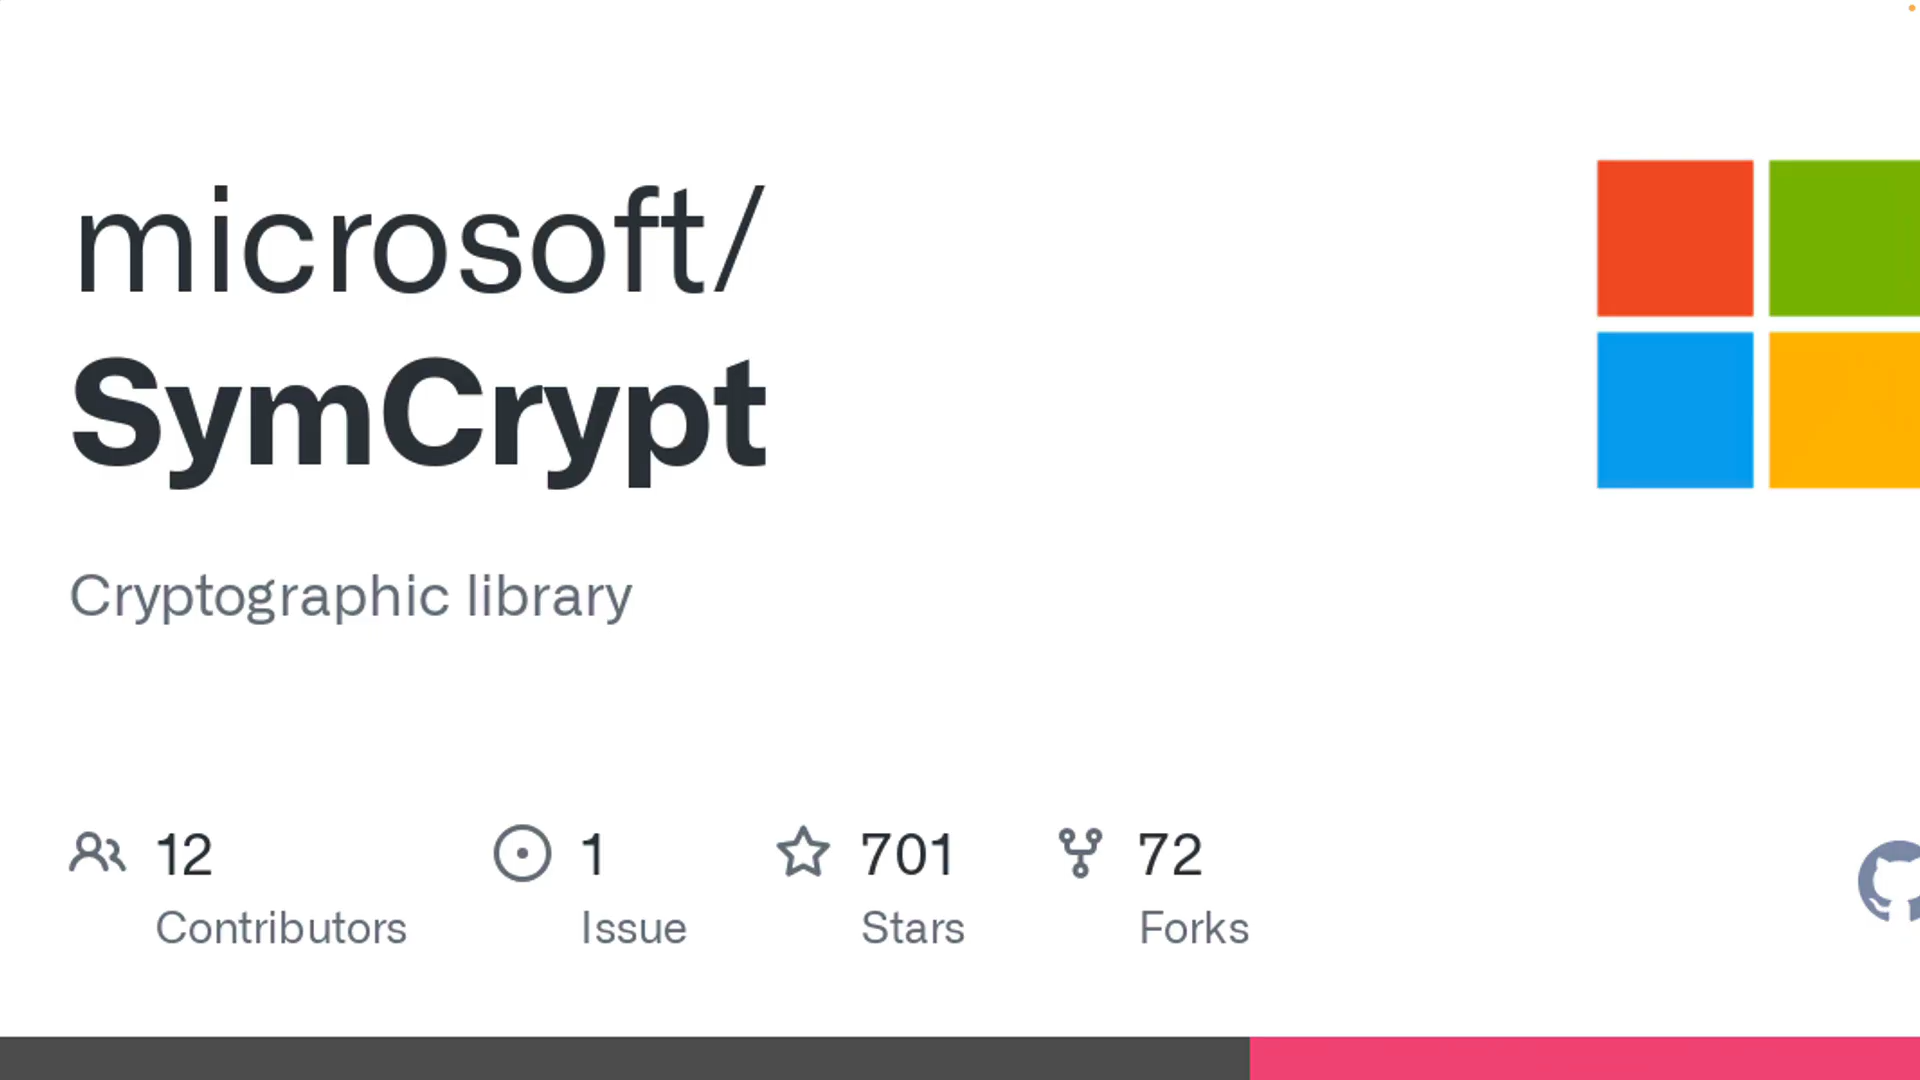 microsoft/
SymCrypt
Cryptographic library
12 1 701 72
Contributors Issue Stars Forks